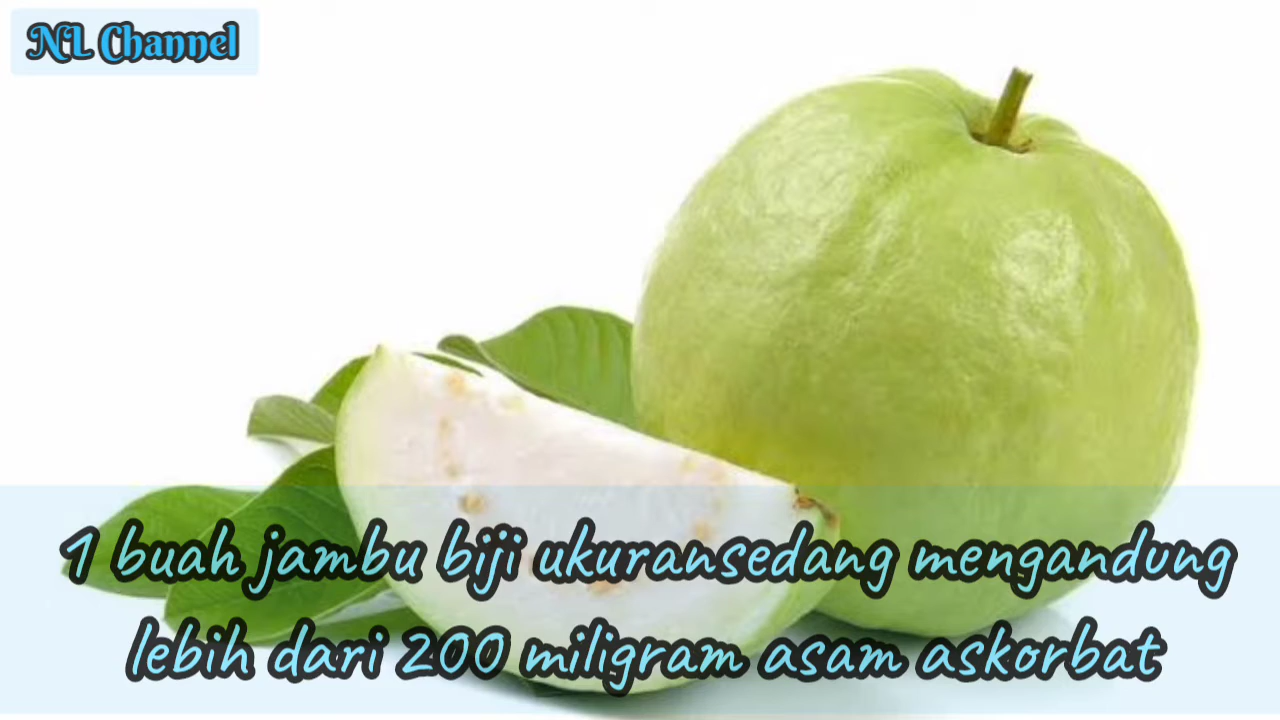 NL Channel
1 buah jambu biji ukuransedang mengandung
lebih dari 200 miligram asam askorbat